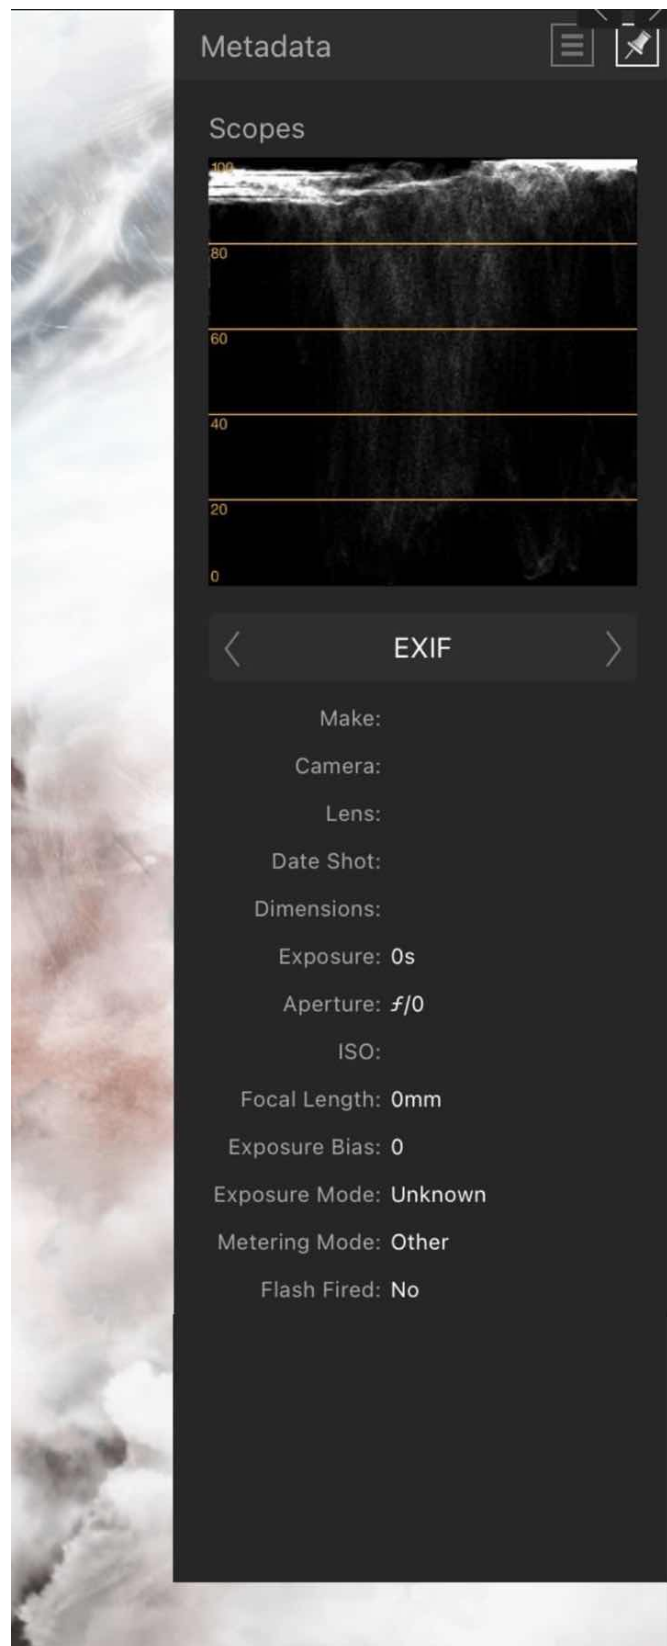 Metadata
Scopes
100
80
60
40
20
0
EXIF
Make:
Camera:
Lens:
Date Shot:
Dimensions:
Exposure: 0s
Aperture: ƒ/0
ISO:
Focal Length: 0mm
Exposure Bias: 0
Exposure Mode: Unknown
Metering Mode: Other
Flash Fired: No